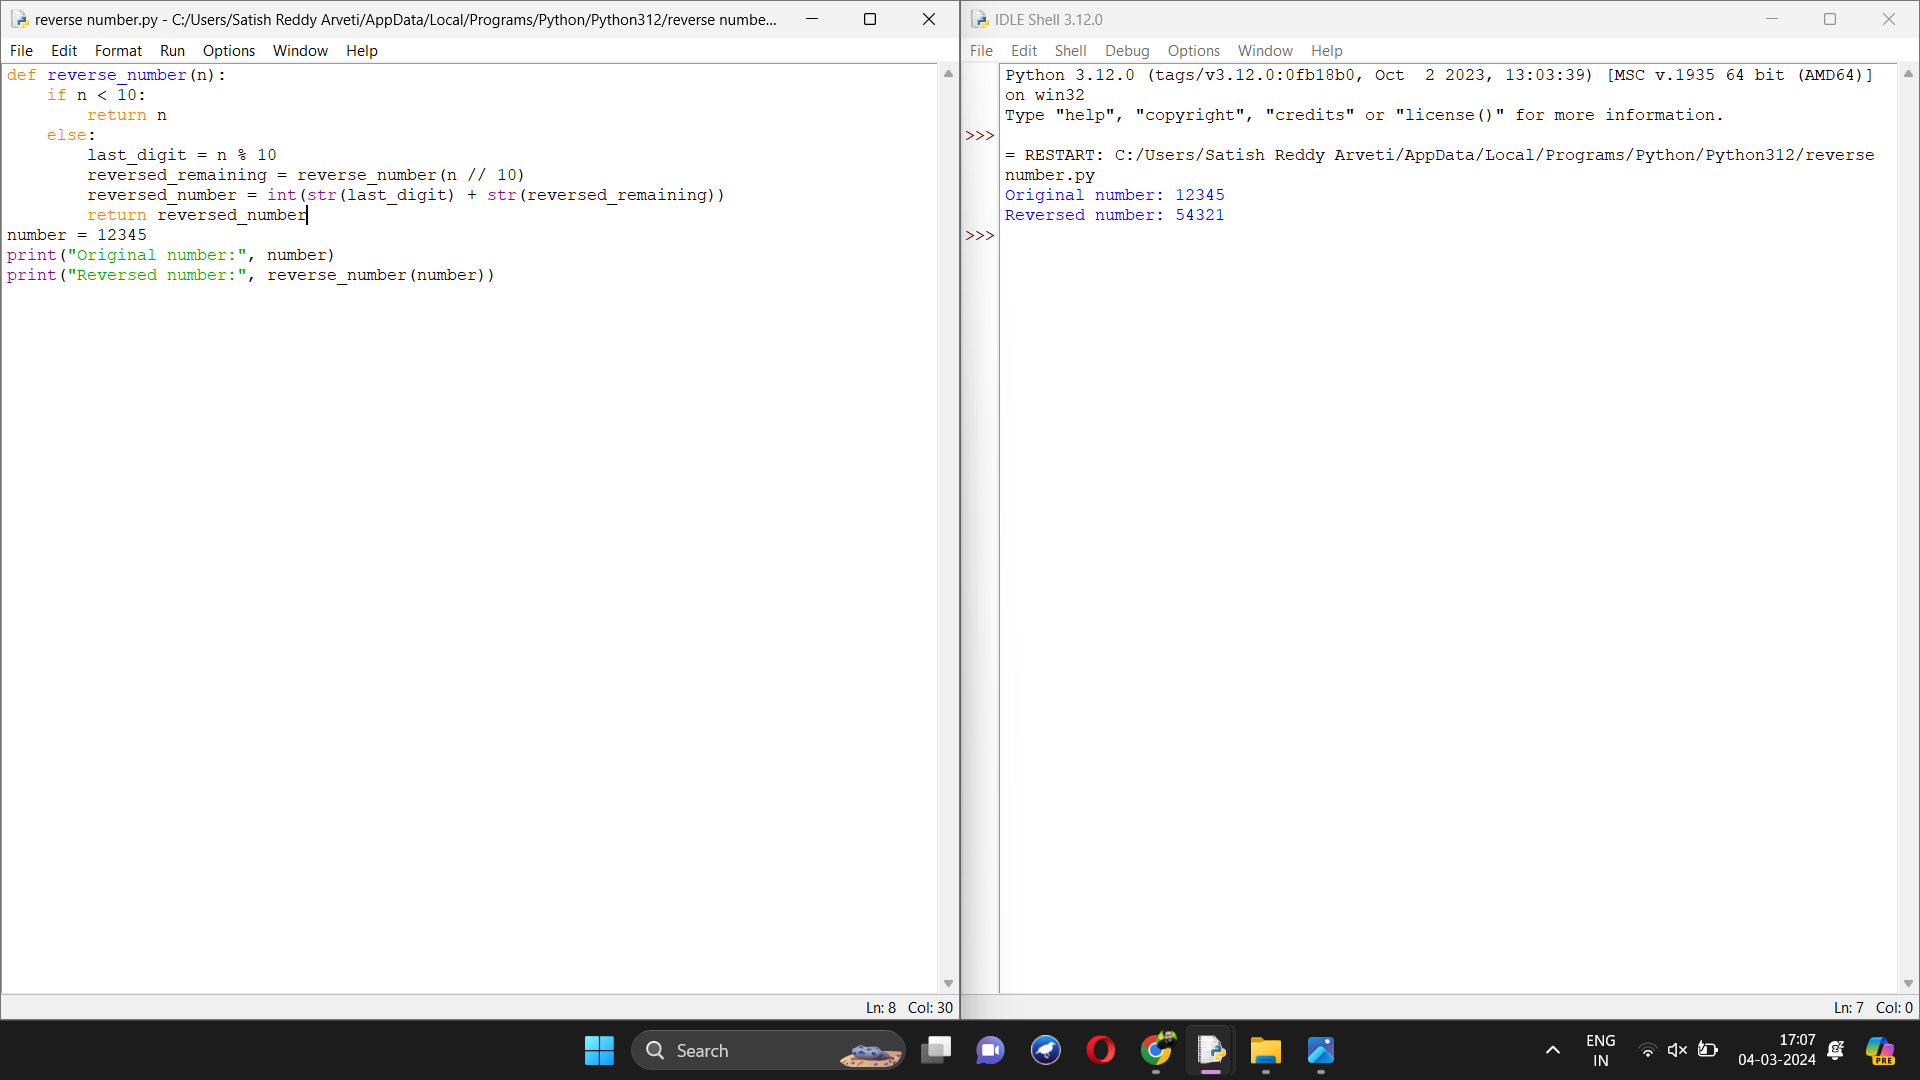 reverse number.py - C:/Users/Satish Reddy Arveti/AppData/Local/Programs/Python/Python312/reverse numbe...
File Edit Format Run Options Window Help
def reverse_number(n):
    if n < 10:
        return n
    else:
        last_digit = n % 10
        reversed_remaining = reverse_number(n // 10)
        reversed_number = int(str(last_digit) + str(reversed_remaining))
        return reversed_number
number = 12345
print("Original number:", number)
print("Reversed number:", reverse_number(number))
Ln: 8 Col: 30
IDLE Shell 3.12.0
File Edit Shell Debug Options Window Help
Python 3.12.0 (tags/v3.12.0:0fb18b0, Oct  2 2023, 13:03:39) [MSC v.1935 64 bit (AMD64)]
on win32
Type "help", "copyright", "credits" or "license()" for more information.
>>>
= RESTART: C:/Users/Satish Reddy Arveti/AppData/Local/Programs/Python/Python312/reverse
number.py
Original number: 12345
Reversed number: 54321
>>>
Ln: 7 Col: 0
Search
ENG
IN
17:07
04-03-2024
PRE